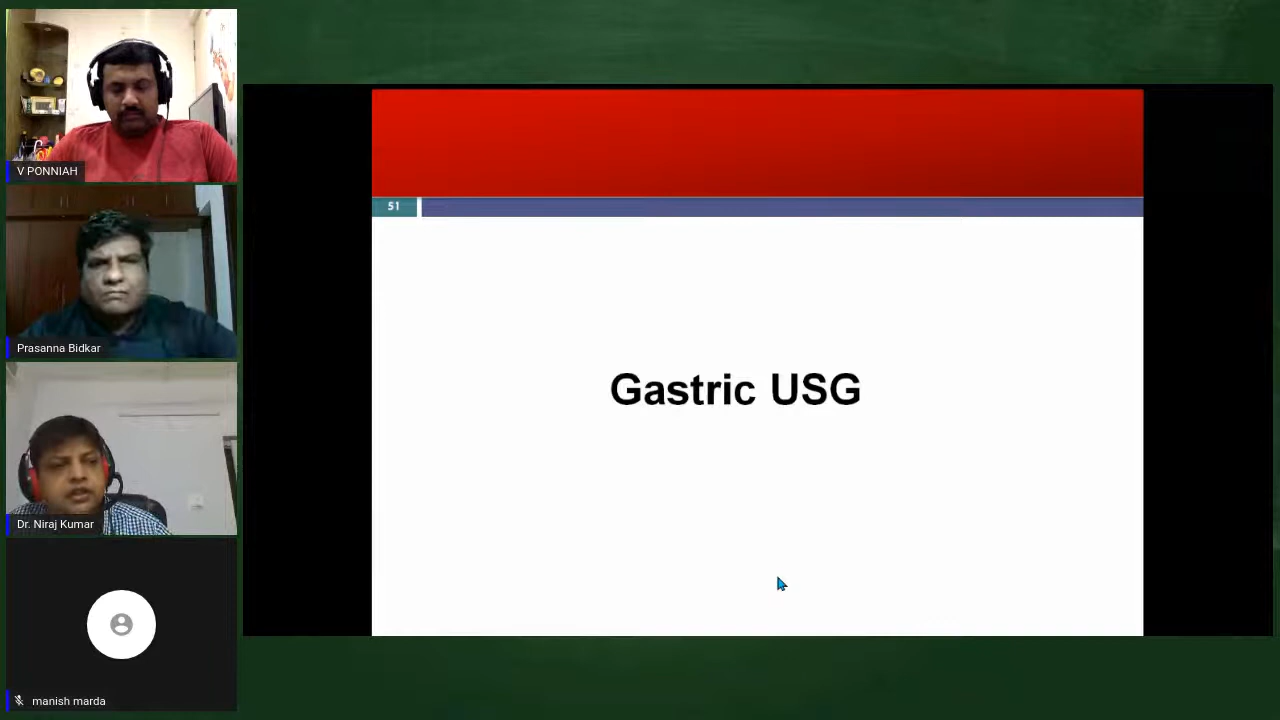 V PONNIAH
Prasanna Bidkar
Dr. Niraj Kumar
manish marda
51
Gastric USG